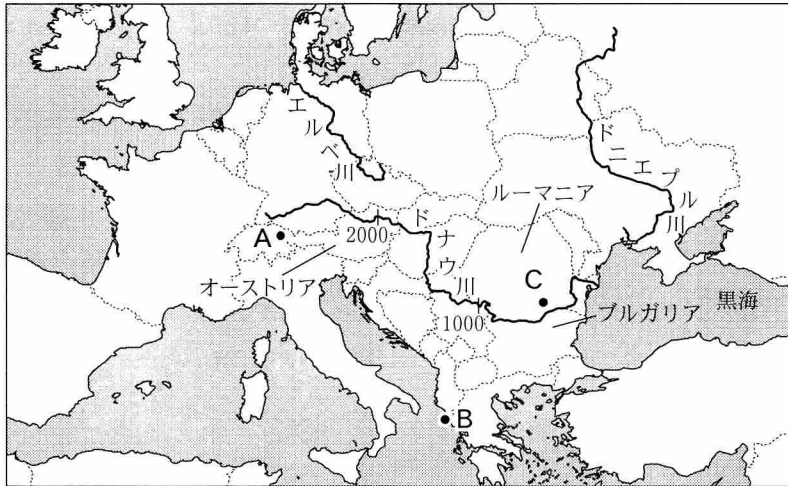 エルベ川
ドニエプル川
ルーマニア
A
2000
ドナウ川
オーストリア
C
1000
ブルガリア
黒海
B